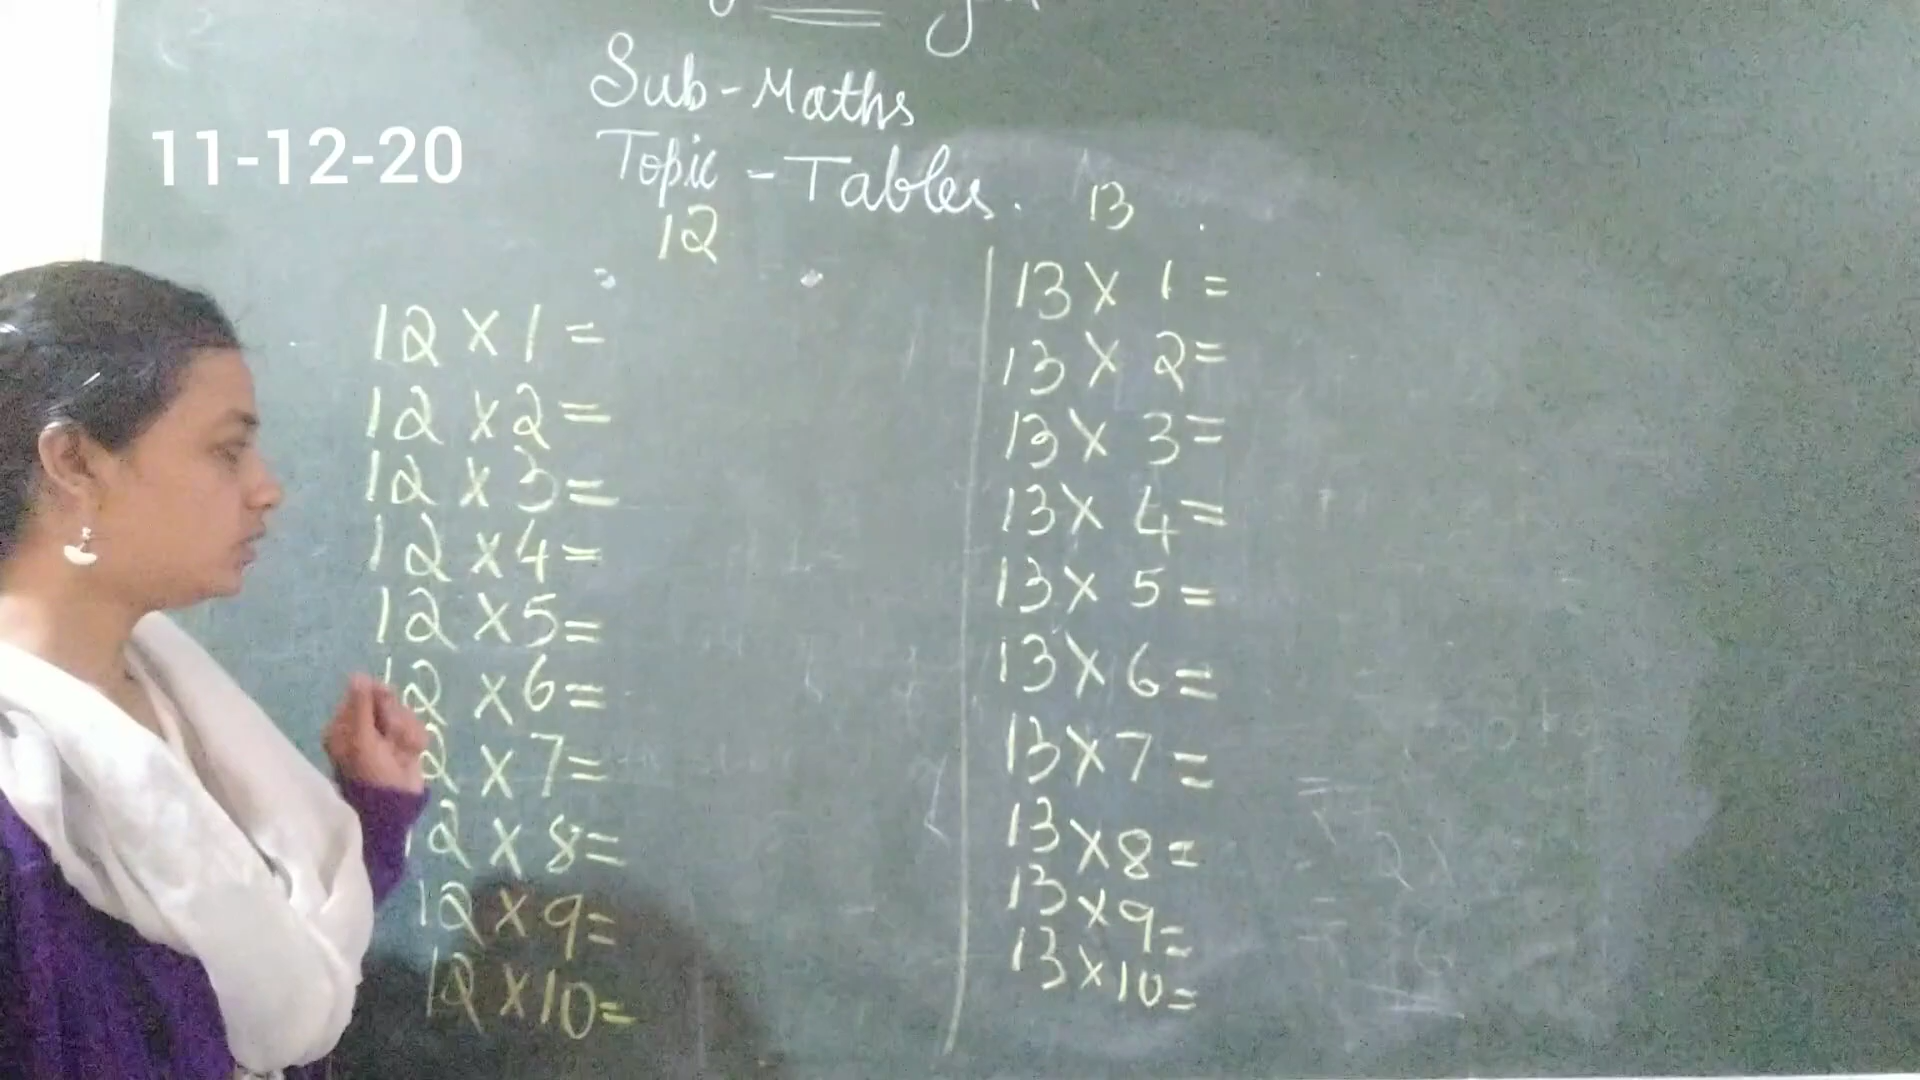 Sub-Maths
11-12-20
Topic - Tables.
12
12 X 1 =
12 X 2 =
12 X 3 =
12 X 4 =
12 X 5 =
12 X 6 =
2 X 7 =
12 X 8 =
12 X 9 =
12 X 10 =
13
13 X 1 =
13 X 2 =
13 X 3 =
13 X 4 =
13 X 5 =
13 X 6 =
13 X 7 =
13 X 8 =
13 X 9 =
13 X 10 =